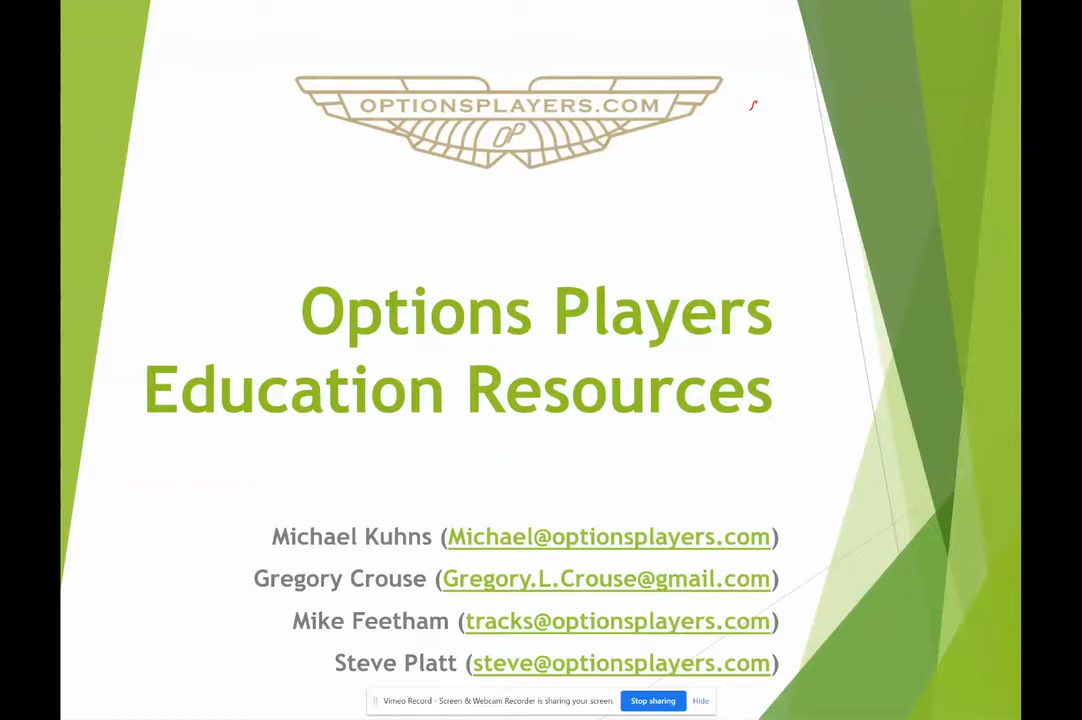 OPTIONSPLAYERS.COM
OP
Options Players
Education Resources
Michael Kuhns (Michael@optionsplayers.com)
Gregory Crouse (Gregory.L.Crouse@gmail.com)
Mike Feetham (tracks@optionsplayers.com)
Steve Platt (steve@optionsplayers.com)
Vimeo Record - Screen & Webcam Recorder is sharing your screen. Stop sharing Hide